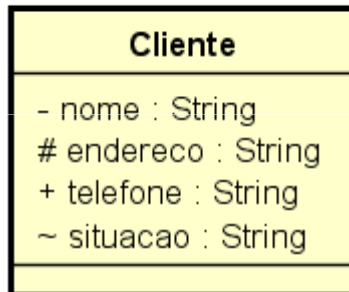 Cliente
- nome : String
# endereco : String
+ telefone : String
~ situacao : String